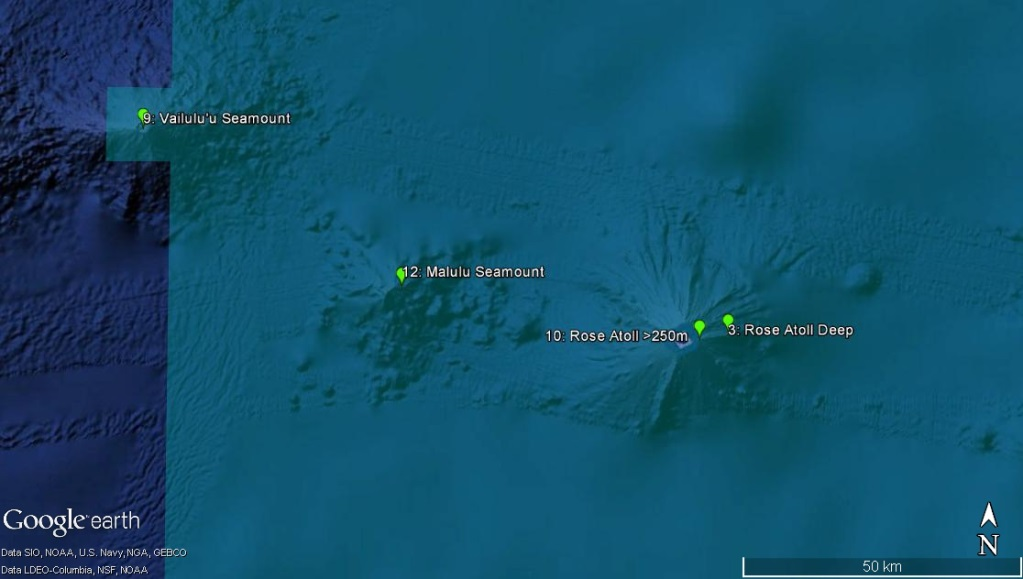 9: Vailulu'u Seamount
12: Malulu Seamount
10: Rose Atoll >250m
3: Rose Atoll Deep
Google earth
N
Data SIO, NOAA, U.S. Navy, NGA, GEBCO
Data LDEO-Columbia, NSF, NOAA
50 km